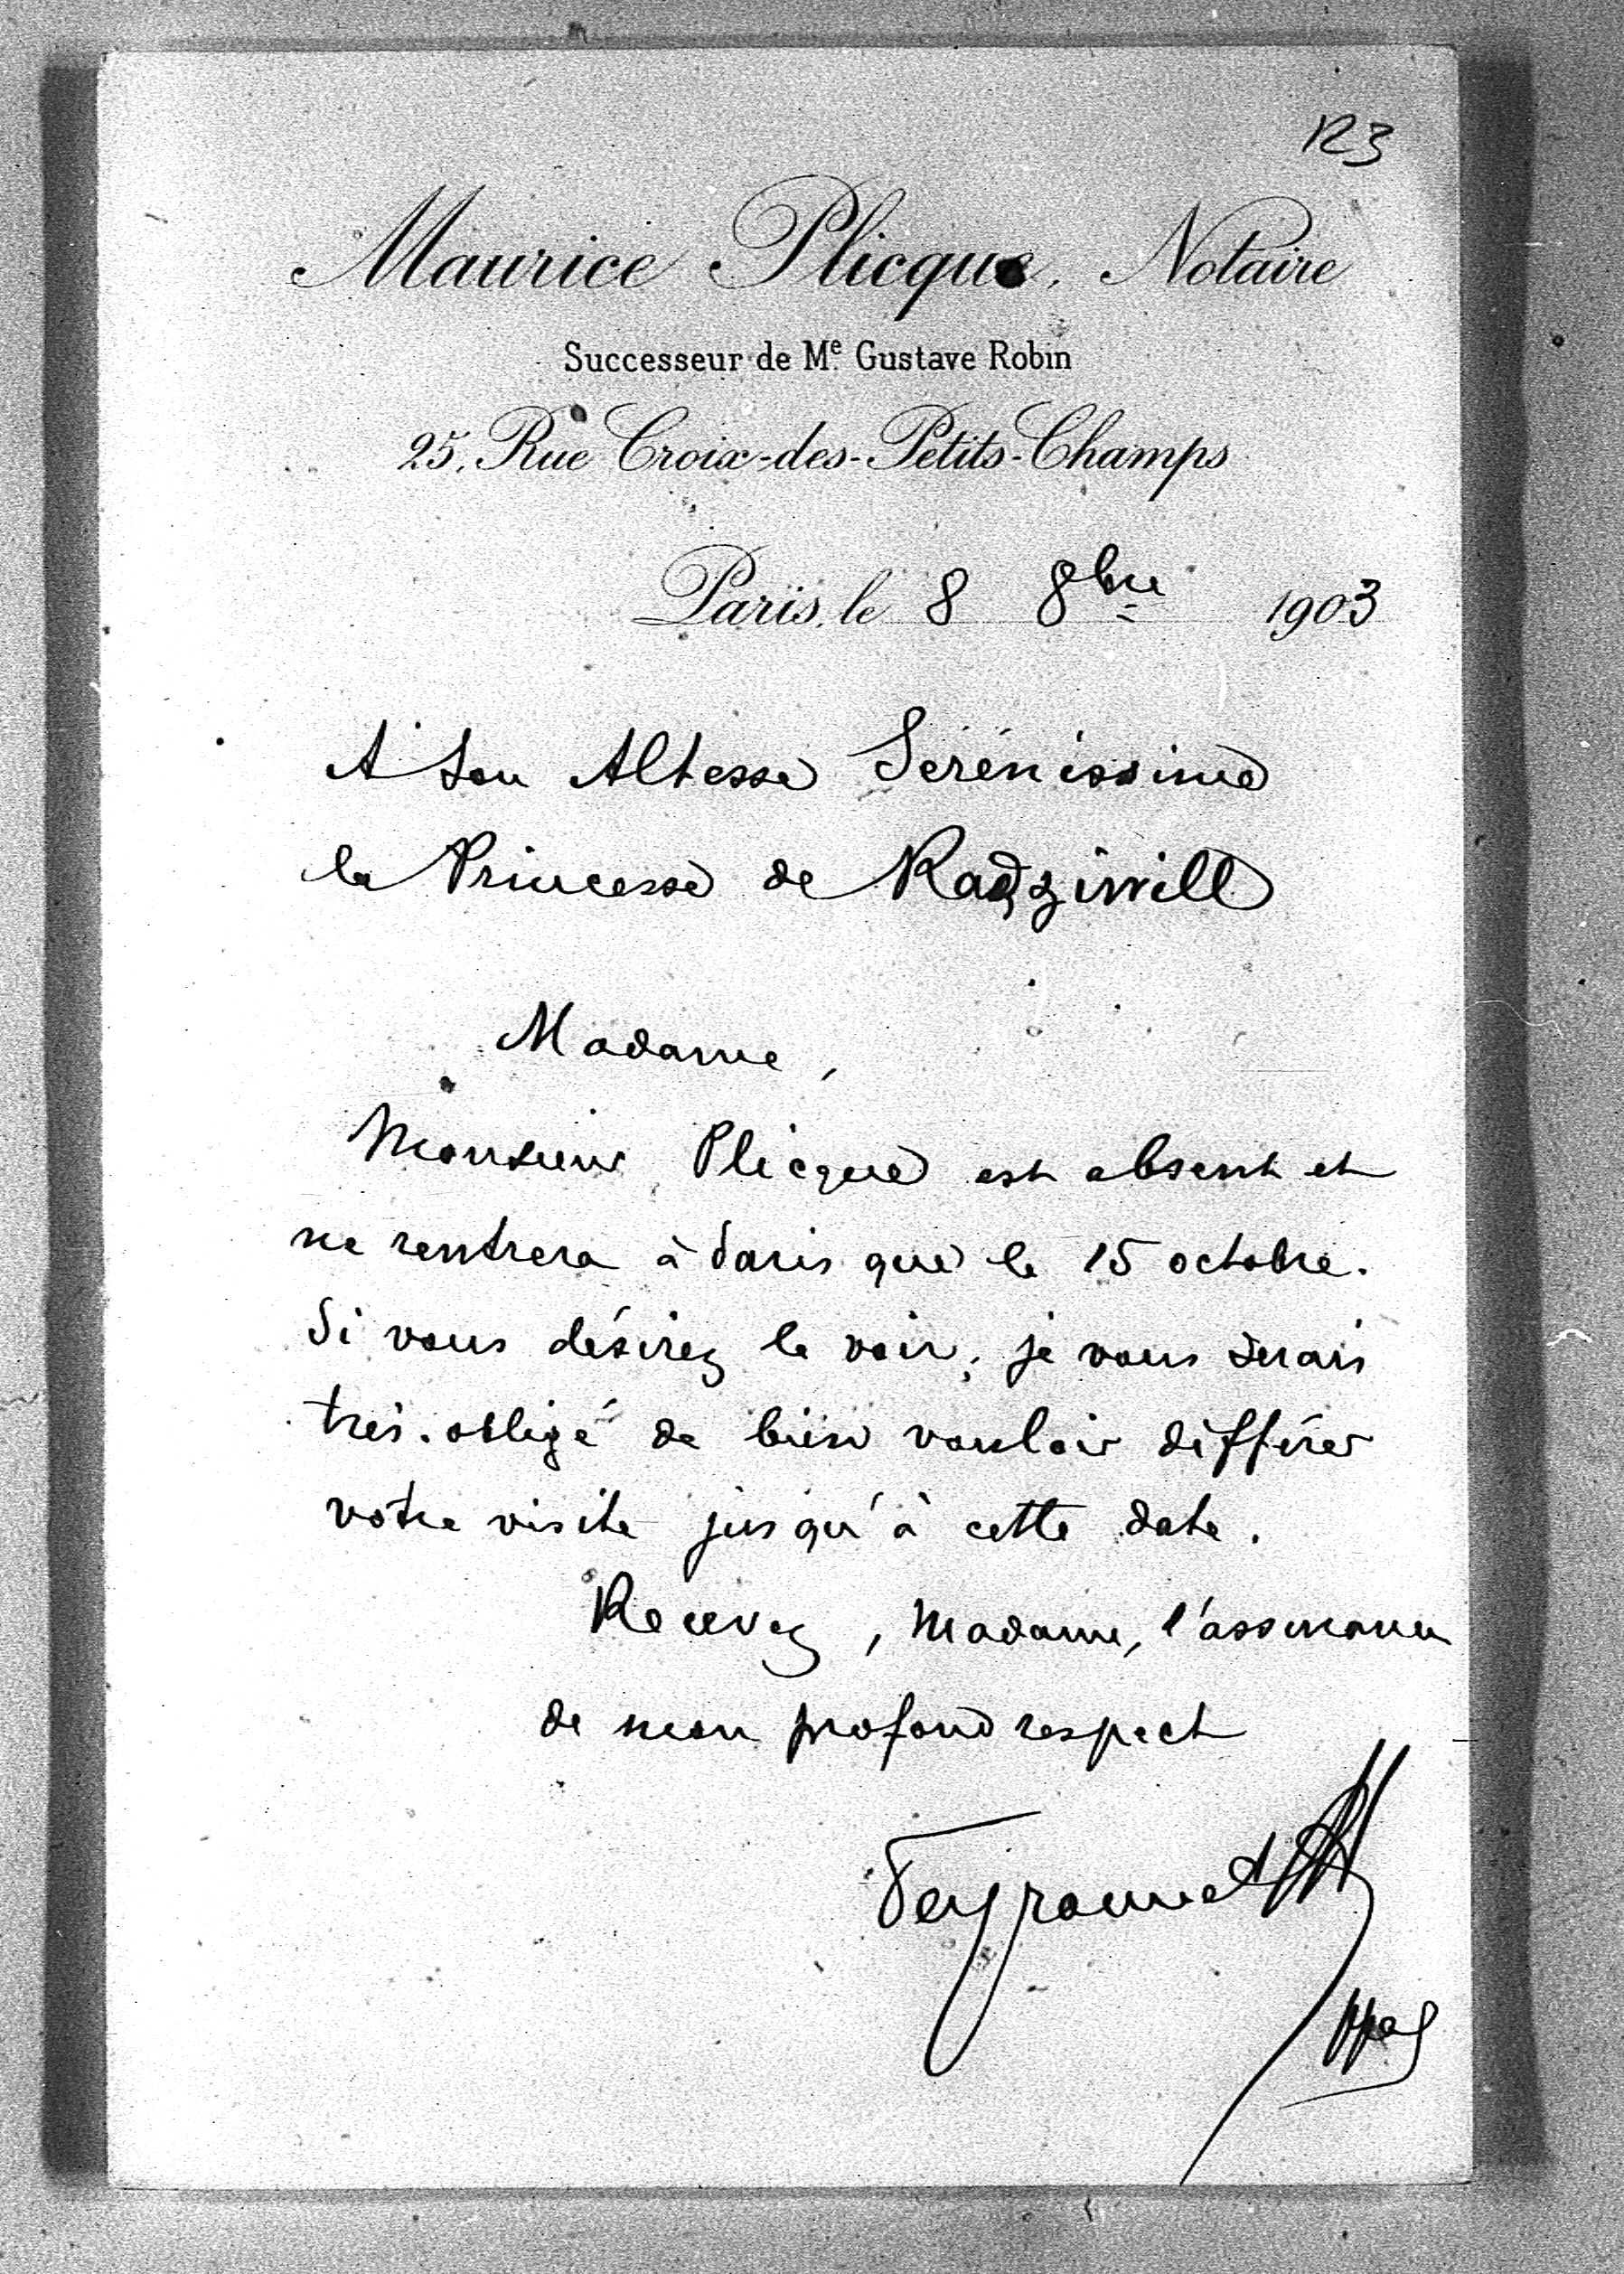 123
Maurice Plicque, Notaire
Successeur de Me Gustave Robin
25, Rue Croix-des-Petits-Champs
Paris, le 8 8bre 1903
A Son Altesse Sérénissime
la Princesse de Radziwill
Madame,
Monsieur Plicque est absent et
ne rentrera à Paris que le 15 octobre.
Si vous désirez le voir, je vous serais
très-obligé de bien vouloir différer
votre visite jusqu'à cette date.
Recevez, Madame, l'assurance
de mon profond respect